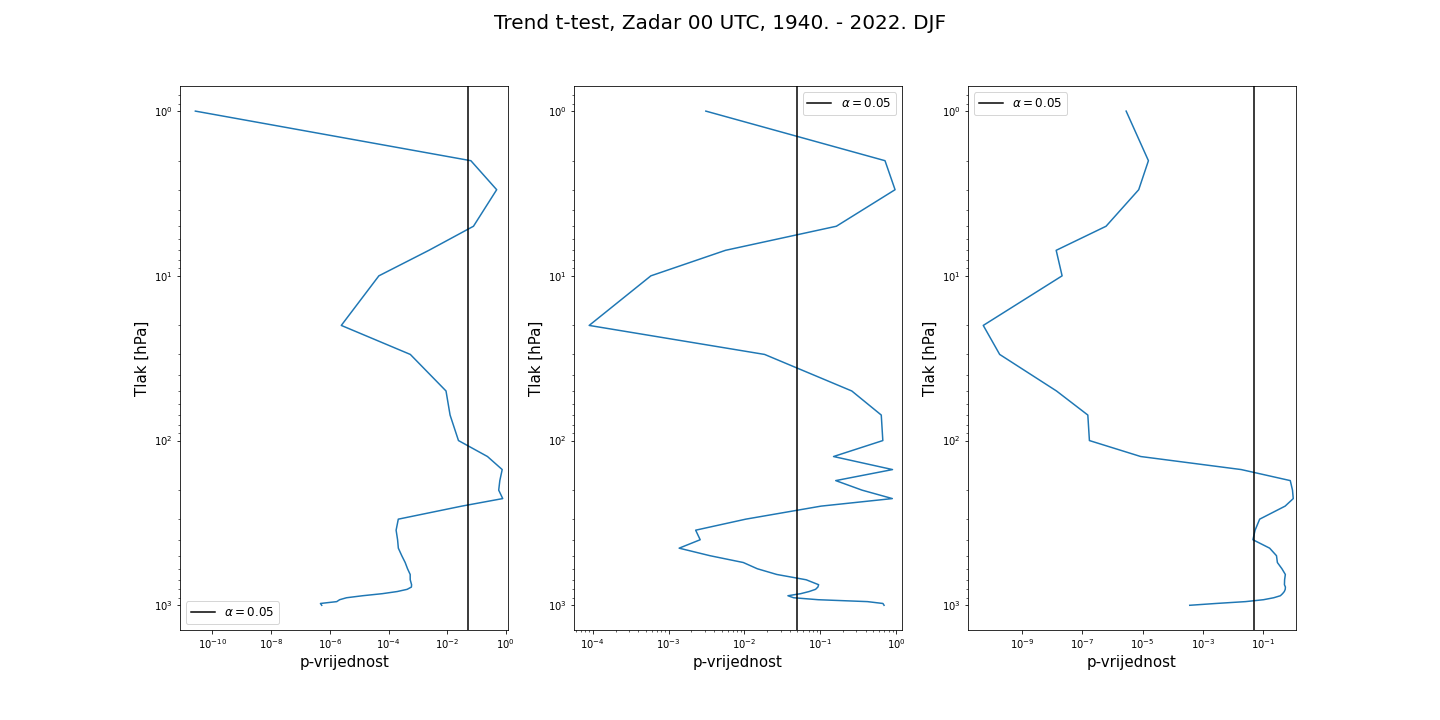 Trend t-test, Zadar 00 UTC, 1940. - 2022. DJF
10⁰
10¹
10²
10³
Tlak [hPa]
α = 0.05
10⁻¹⁰
10⁻⁸
10⁻⁶
10⁻⁴
10⁻²
10⁰
p-vrijednost
10⁰
10¹
10²
10³
Tlak [hPa]
α = 0.05
10⁻⁴
10⁻³
10⁻²
10⁻¹
10⁰
p-vrijednost
10⁰
10¹
10²
10³
Tlak [hPa]
α = 0.05
10⁻⁹
10⁻⁷
10⁻⁵
10⁻³
10⁻¹
p-vrijednost